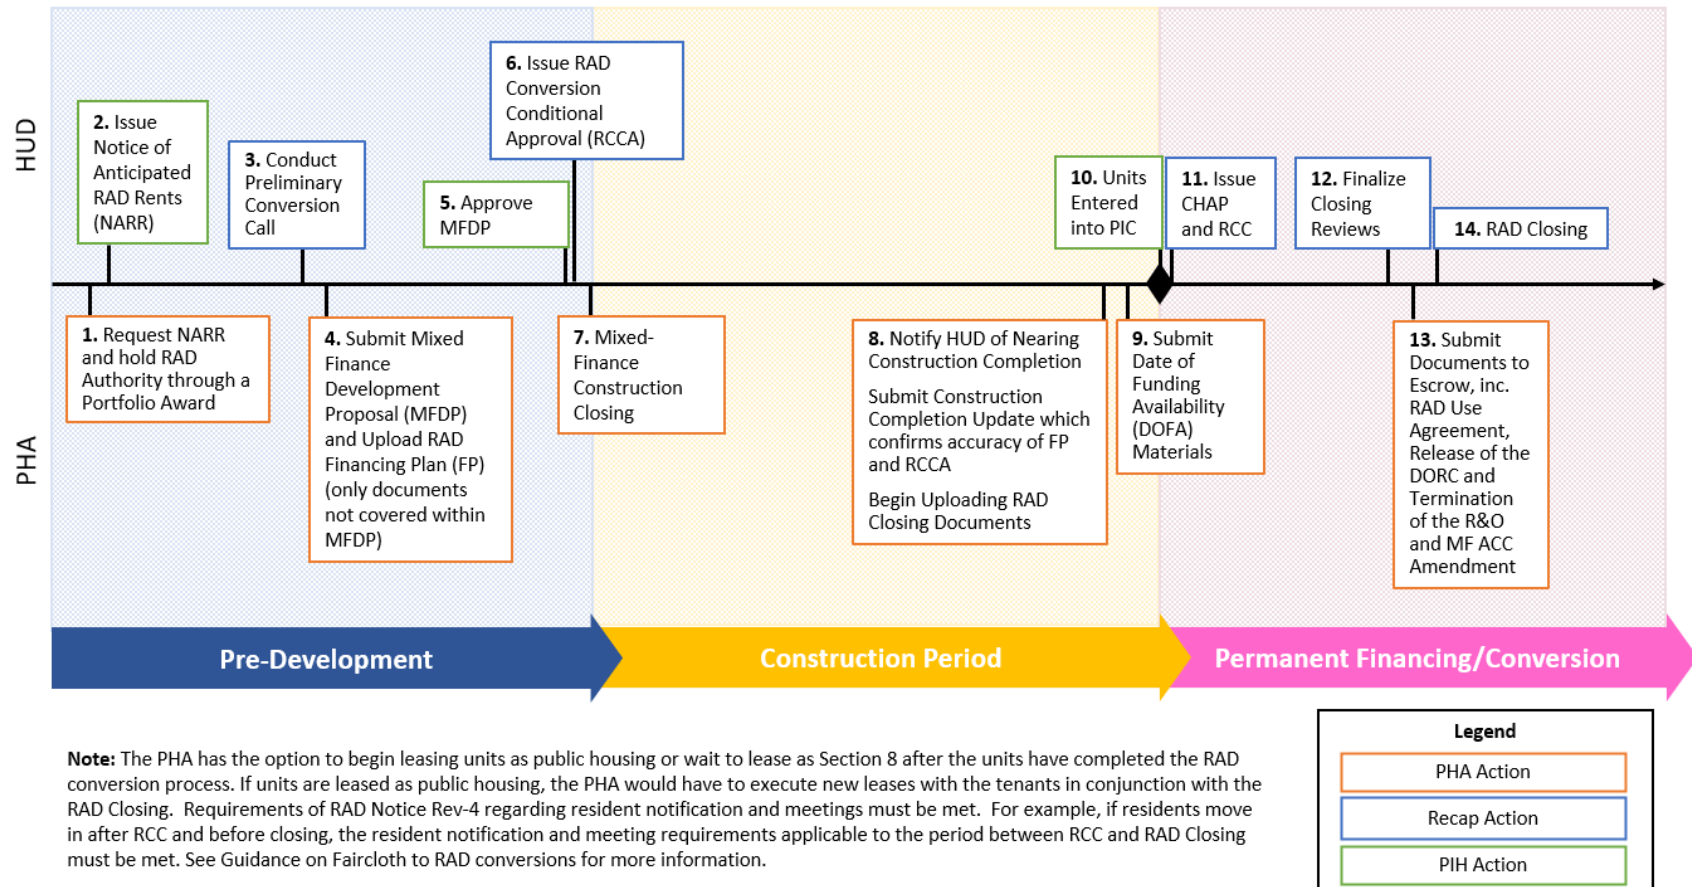 HUD
PHA
1. Request NARR
and hold RAD
Authority through a
Portfolio Award
2. Issue
Notice of
Anticipated
RAD Rents
(NARR)
3. Conduct
Preliminary
Conversion
Call
4. Submit Mixed
Finance
Development
Proposal (MFDP)
and Upload RAD
Financing Plan (FP)
(only documents
not covered within
MFDP)
5. Approve
MFDP
6. Issue RAD
Conversion
Conditional
Approval (RCCA)
7. Mixed-
Finance
Construction
Closing
8. Notify HUD of Nearing
Construction Completion
Submit Construction
Completion Update which
confirms accuracy of FP
and RCCA
Begin Uploading RAD
Closing Documents
9. Submit
Date of
Funding
Availability
(DOFA)
Materials
10. Units
Entered
into PIC
11. Issue
CHAP
and RCC
12. Finalize
Closing
Reviews
13. Submit
Documents to
Escrow, inc.
RAD Use
Agreement,
Release of the
DORC and
Termination
of the R&O
and MF ACC
Amendment
14. RAD Closing
Pre-Development
Construction Period
Permanent Financing/Conversion
Note: The PHA has the option to begin leasing units as public housing or wait to lease as Section 8 after the units have completed the RAD
conversion process. If units are leased as public housing, the PHA would have to execute new leases with the tenants in conjunction with the
RAD Closing. Requirements of RAD Notice Rev-4 regarding resident notification and meetings must be met. For example, if residents move
in after RCC and before closing, the resident notification and meeting requirements applicable to the period between RCC and RAD Closing
must be met. See Guidance on Faircloth to RAD conversions for more information.
Legend
PHA Action
Recap Action
PIH Action